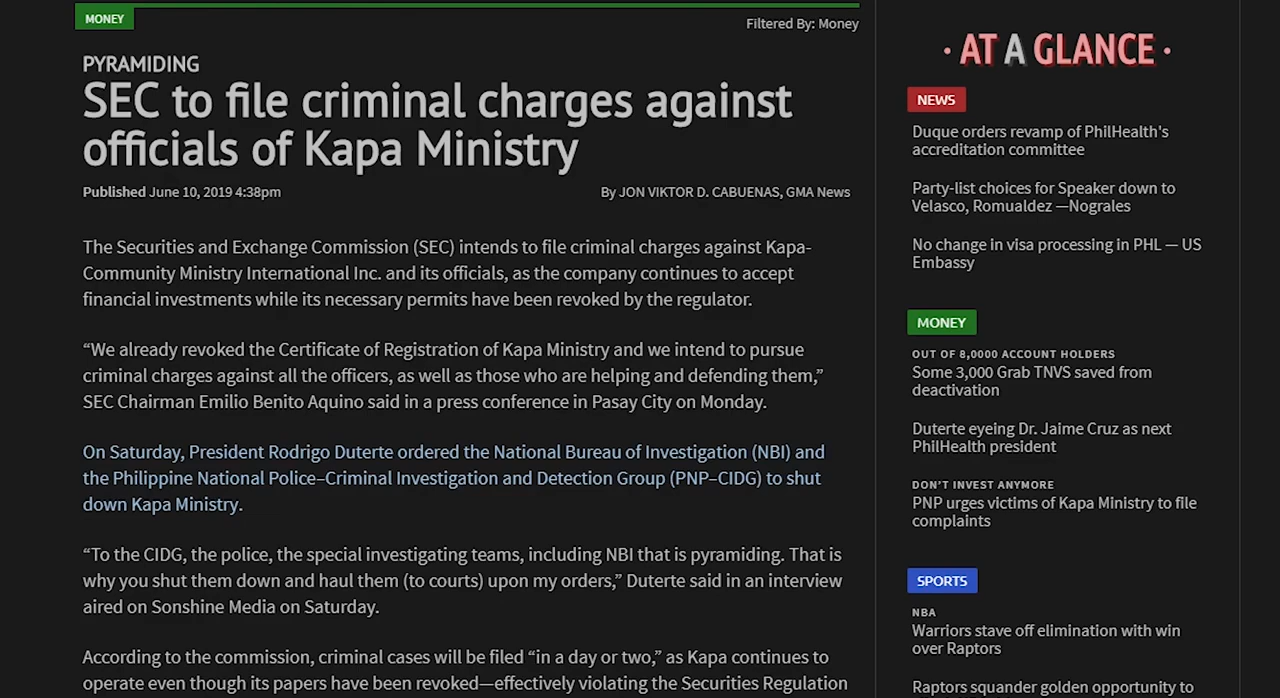 MONEY
Filtered By: Money
PYRAMIDING
SEC to file criminal charges against
officials of Kapa Ministry
Published June 10, 2019 4:38pm
By JON VIKTOR D. CABUENAS, GMA News
The Securities and Exchange Commission (SEC) intends to file criminal charges against Kapa-
Community Ministry International Inc. and its officials, as the company continues to accept
financial investments while its necessary permits have been revoked by the regulator.
“We already revoked the Certificate of Registration of Kapa Ministry and we intend to pursue
criminal charges against all the officers, as well as those who are helping and defending them,”
SEC Chairman Emilio Benito Aquino said in a press conference in Pasay City on Monday.
On Saturday, President Rodrigo Duterte ordered the National Bureau of Investigation (NBI) and
the Philippine National Police–Criminal Investigation and Detection Group (PNP–CIDG) to shut
down Kapa Ministry.
“To the CIDG, the police, the special investigating teams, including NBI that is pyramiding. That is
why you shut them down and haul them (to courts) upon my orders,” Duterte said in an interview
aired on Sonshine Media on Saturday.
According to the commission, criminal cases will be filed “in a day or two,” as Kapa continues to
operate even though its papers have been revoked—effectively violating the Securities Regulation
· AT A GLANCE ·
NEWS
Duque orders revamp of PhilHealth's
accreditation committee
Party-list choices for Speaker down to
Velasco, Romualdez —Nograles
No change in visa processing in PHL — US
Embassy
MONEY
OUT OF 8,0000 ACCOUNT HOLDERS
Some 3,000 Grab TNVS saved from
deactivation
Duterte eyeing Dr. Jaime Cruz as next
PhilHealth president
DON'T INVEST ANYMORE
PNP urges victims of Kapa Ministry to file
complaints
SPORTS
NBA
Warriors stave off elimination with win
over Raptors
Raptors squander golden opportunity to